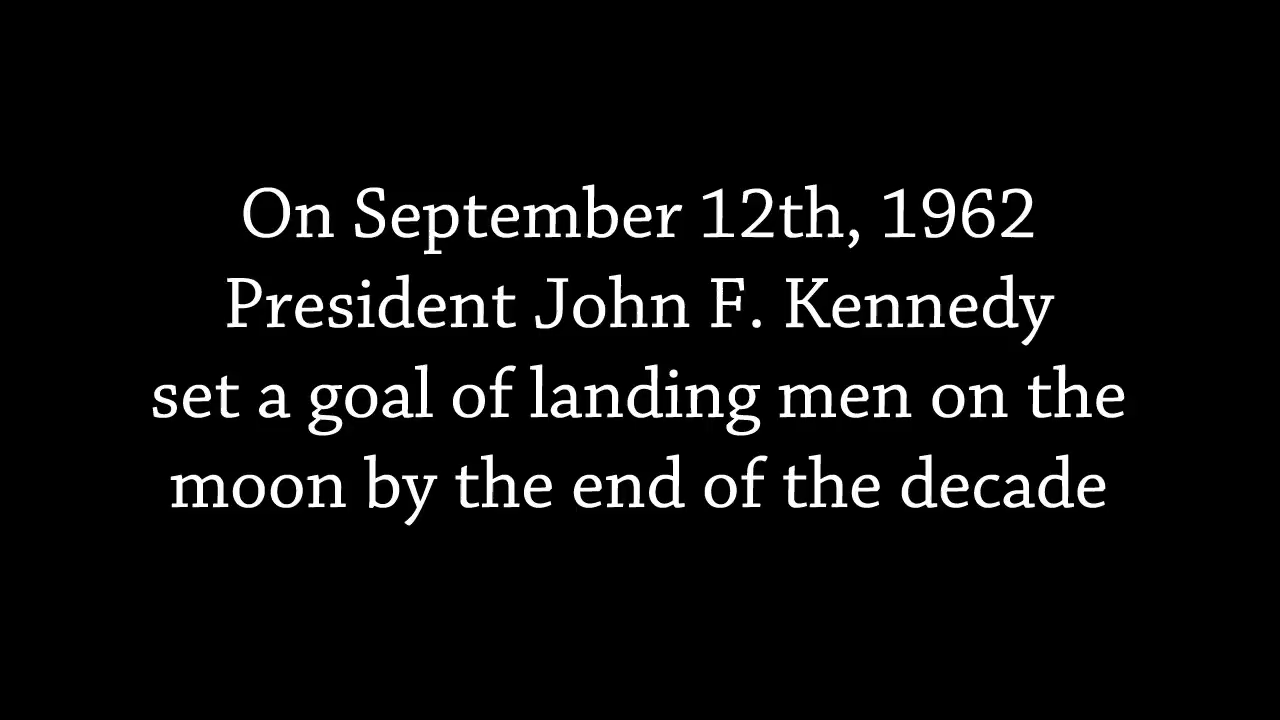 On September 12th, 1962
President John F. Kennedy
set a goal of landing men on the
moon by the end of the decade